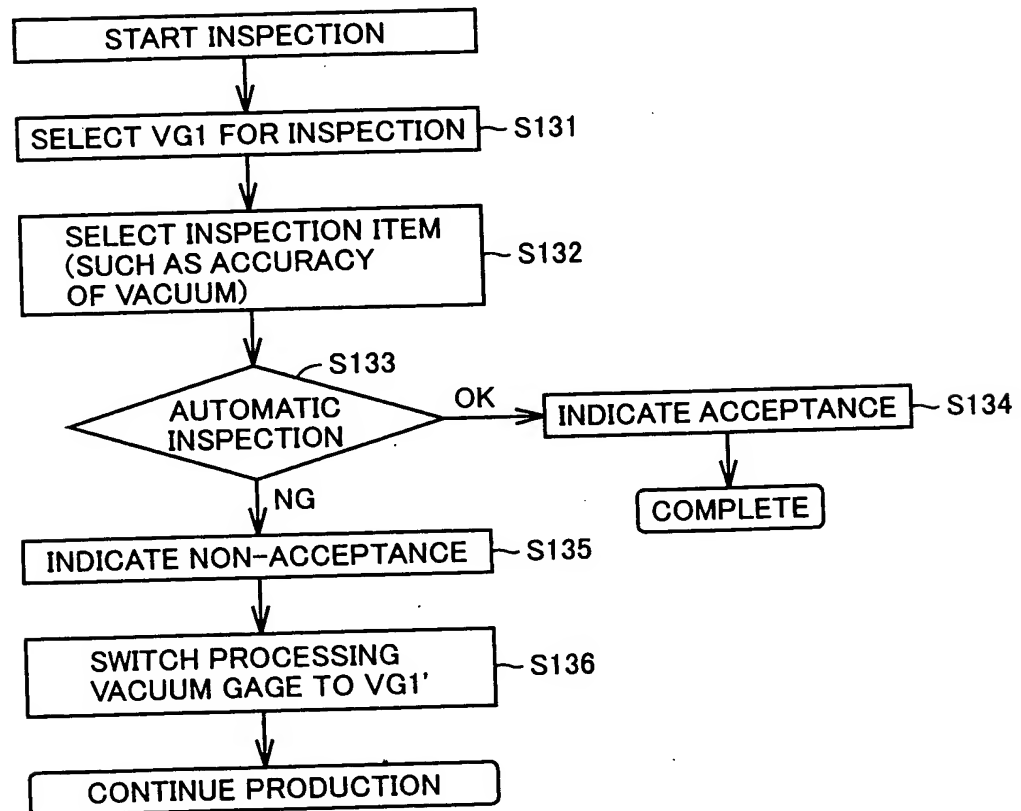 START INSPECTION
SELECT VG1 FOR INSPECTION
S131
SELECT INSPECTION ITEM
(SUCH AS ACCURACY
OF VACUUM)
S132
S133
AUTOMATIC
INSPECTION
OK
INDICATE ACCEPTANCE
S134
COMPLETE
NG
INDICATE NON-ACCEPTANCE
S135
SWITCH PROCESSING
VACUUM GAGE TO VG1'
S136
CONTINUE PRODUCTION